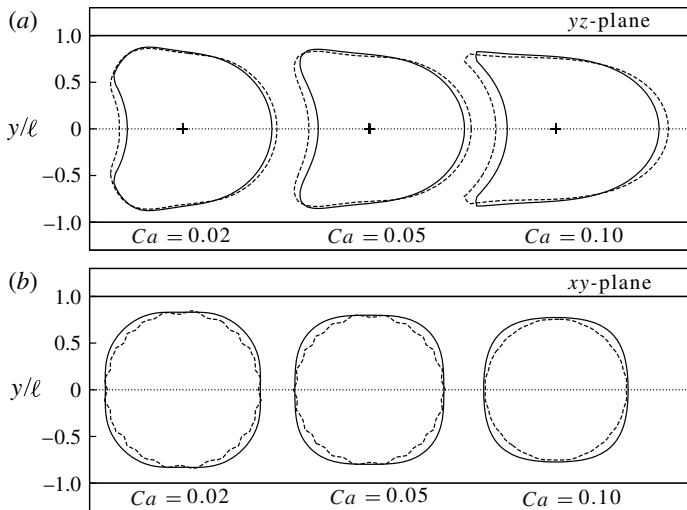 (a)
yz-plane
1.0
0.5
y/ℓ
0
−0.5
−1.0
Ca = 0.02 Ca = 0.05 Ca = 0.10
(b)
xy-plane
1.0
0.5
y/ℓ
0
−0.5
−1.0
Ca = 0.02 Ca = 0.05 Ca = 0.10